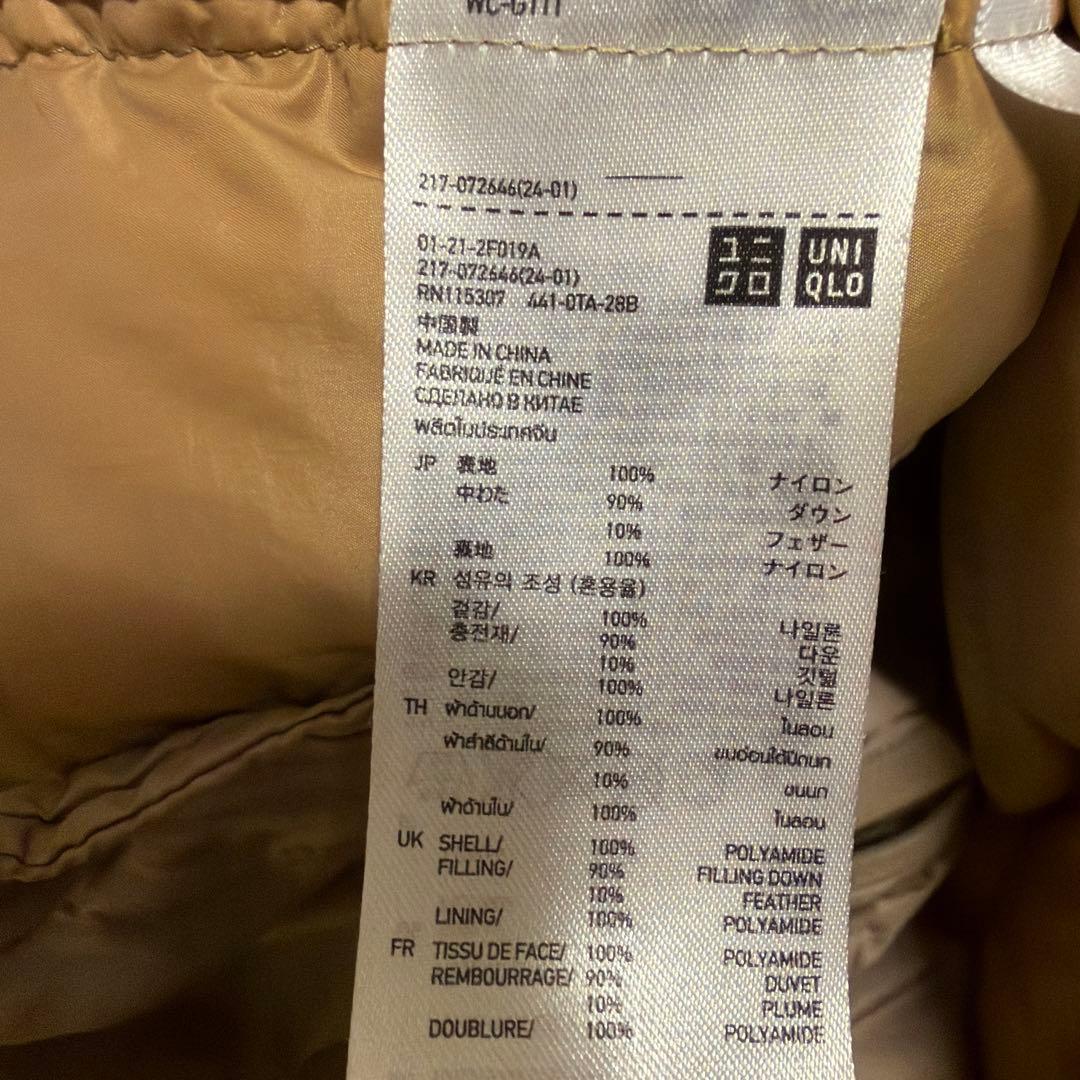 WC-G111
217-072646(24-01)
01-21-2F019A
217-072646(24-01)
RN115307 441-0TA-28B
ユニ
クロ
UNI
QLO
中国製
MADE IN CHINA
FABRIQUÉ EN CHINE
СДЕЛАНО В КИТАЕ
ผลิตในประเทศจีน
JP 表地 100% ナイロン
中わた 90% ダウン
10% フェザー
裏地 100% ナイロン
KR 섬유의 조성 (혼용율)
겉감/ 100% 나일론
충전재/ 90% 다운
10% 깃털
안감/ 100% 나일론
TH ผ้าด้านนอก/ 100% ไนลอน
ผ้าสำลีด้านใน/ 90% ขนอ่อนใต้ปีกนก
10% ขนนก
ผ้าด้านใน/ 100% ไนลอน
UK SHELL/ 100% POLYAMIDE
FILLING/ 90% FILLING DOWN
10% FEATHER
LINING/ 100% POLYAMIDE
FR TISSU DE FACE/ 100% POLYAMIDE
REMBOURRAGE/ 90% DUVET
10% PLUME
DOUBLURE/ 100% POLYAMIDE